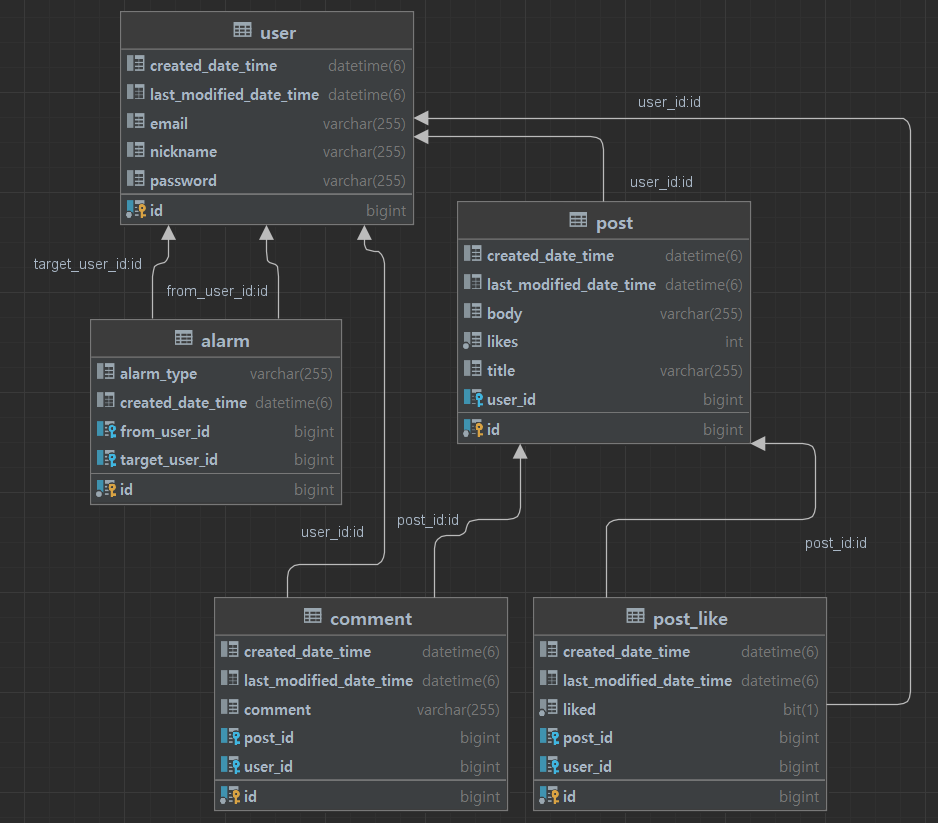 user
created_date_time datetime(6)
last_modified_date_time datetime(6)
email varchar(255)
nickname varchar(255)
password varchar(255)
id bigint
user_id:id
user_id:id
post
created_date_time datetime(6)
last_modified_date_time datetime(6)
body varchar(255)
likes int
title varchar(255)
user_id bigint
id bigint
target_user_id:id
from_user_id:id
alarm
alarm_type varchar(255)
created_date_time datetime(6)
from_user_id bigint
target_user_id bigint
id bigint
user_id:id
post_id:id
post_id:id
comment
created_date_time datetime(6)
last_modified_date_time datetime(6)
comment varchar(255)
post_id bigint
user_id bigint
id bigint
post_like
created_date_time datetime(6)
last_modified_date_time datetime(6)
liked bit(1)
post_id bigint
user_id bigint
id bigint